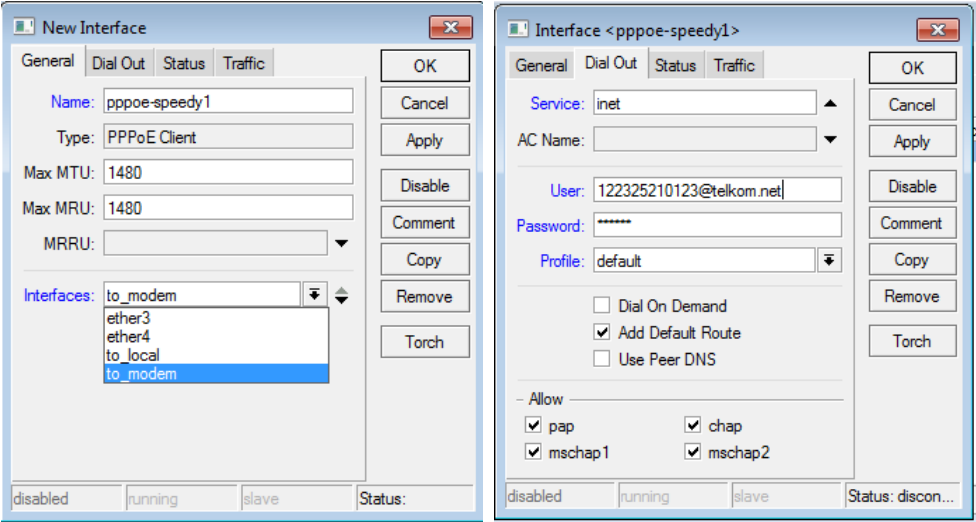 New Interface
General Dial Out Status Traffic
Name: pppoe-speedy1
Type: PPPoE Client
Max MTU: 1480
Max MRU: 1480
MRRU:
Interfaces: to_modem
ether3
ether4
to_local
to_modem
OK
Cancel
Apply
Disable
Comment
Copy
Remove
Torch
disabled running slave Status:
Interface <pppoe-speedy1>
General Dial Out Status Traffic
Service: inet
AC Name:
User: 122325210123@telkom.net
Password: ******
Profile: default
Dial On Demand
Add Default Route
Use Peer DNS
Allow
pap chap
mschap1 mschap2
OK
Cancel
Apply
Disable
Comment
Copy
Remove
Torch
disabled running slave Status: discon...